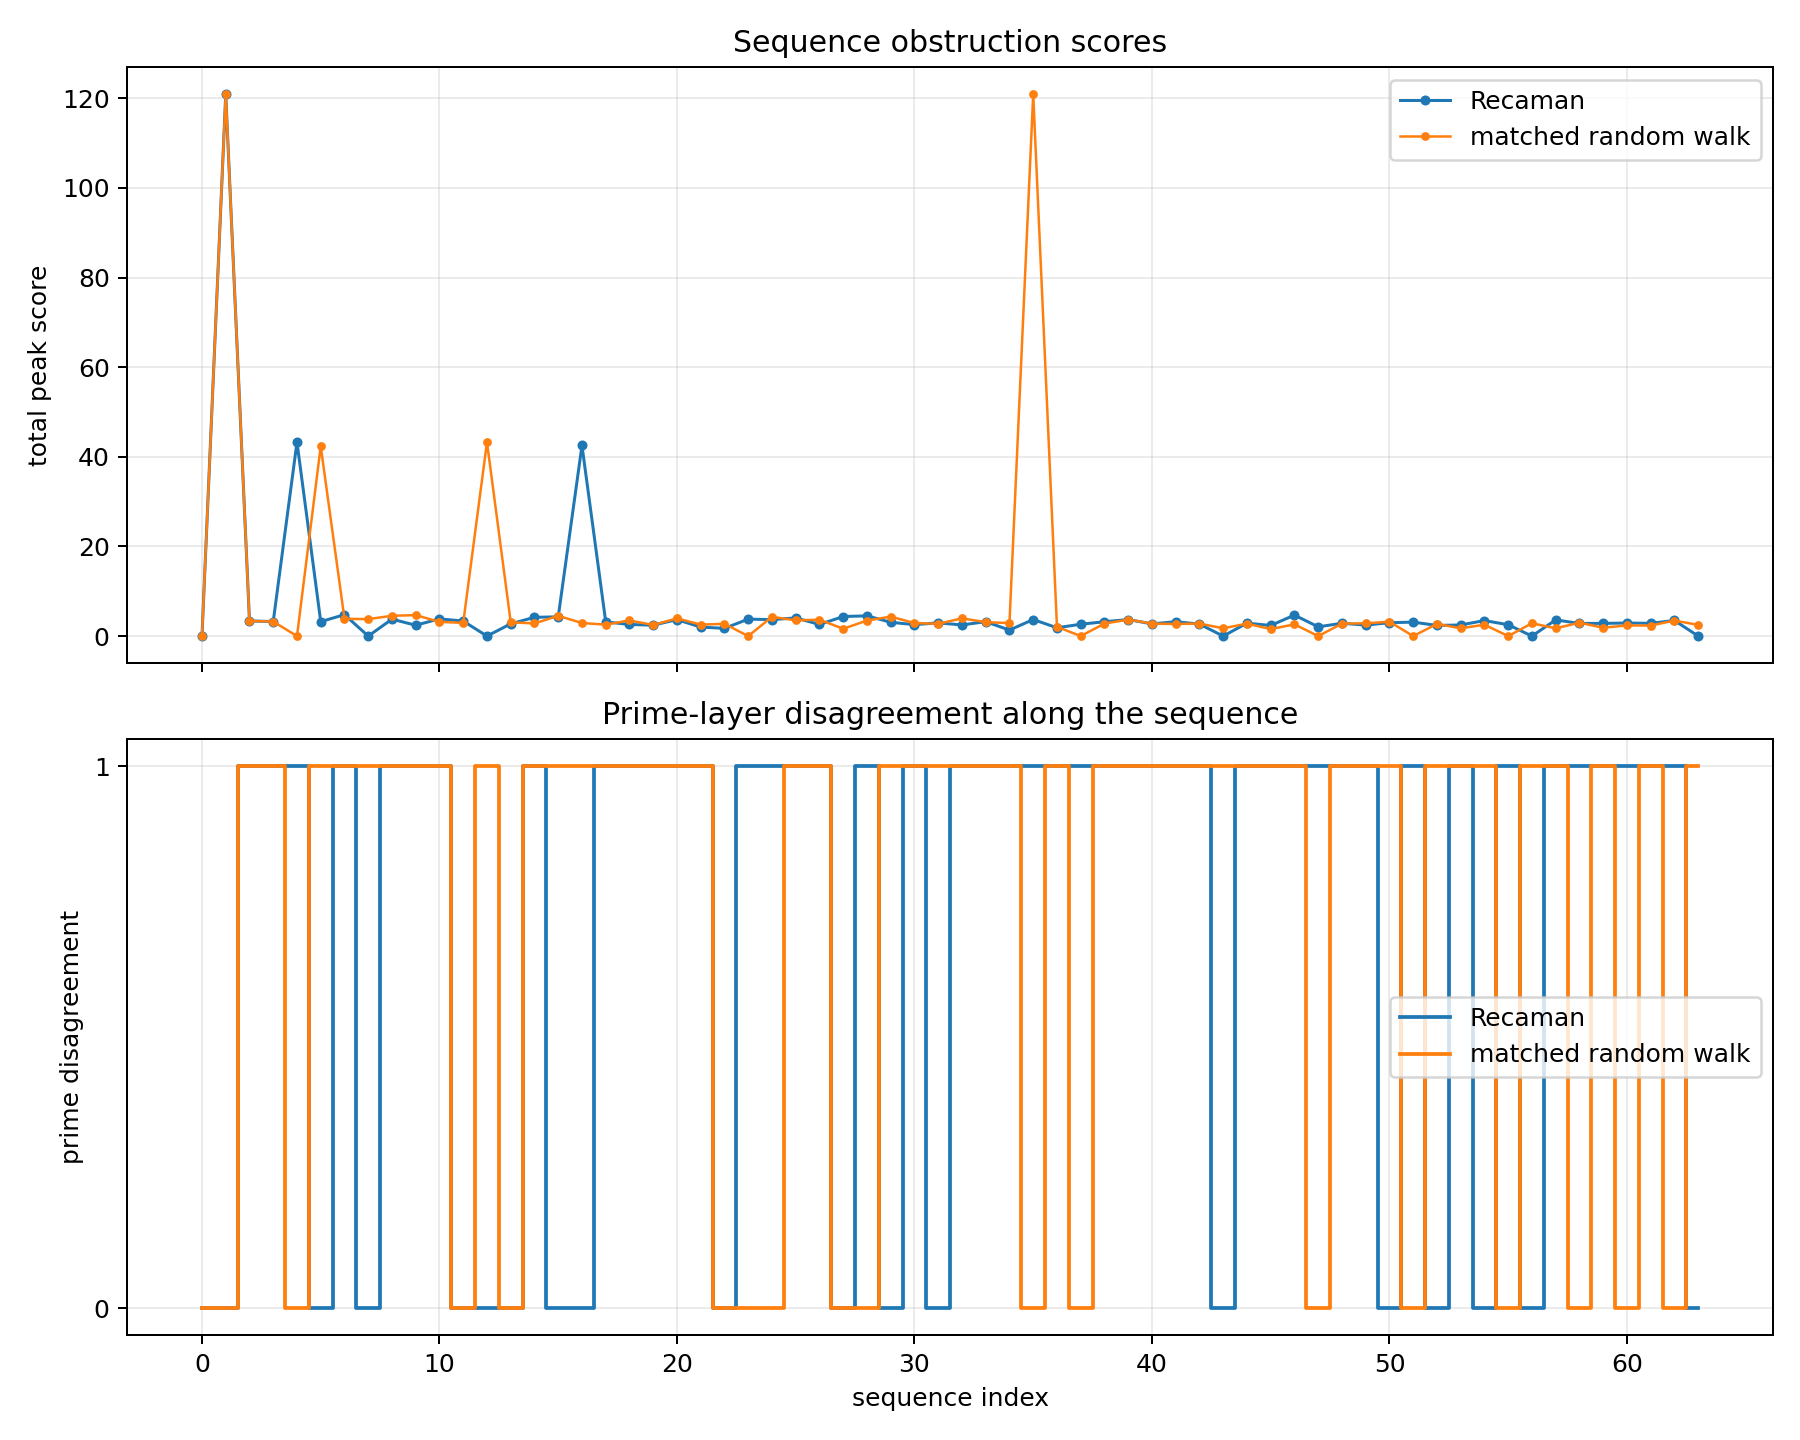 Sequence obstruction scores
120
100
80
60
40
20
0
total peak score
Recaman
matched random walk
Prime-layer disagreement along the sequence
1
0
prime disagreement
Recaman
matched random walk
0 10 20 30 40 50 60
sequence index